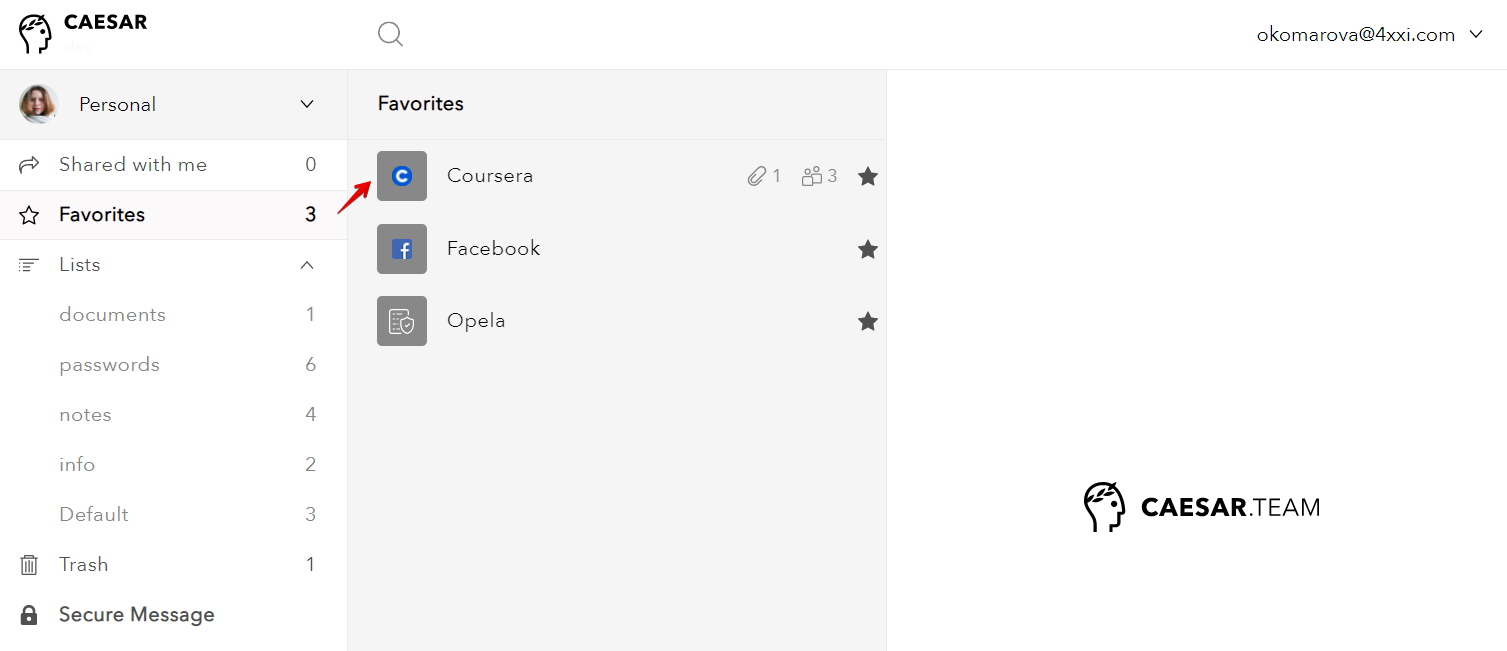 CAESAR
okomarova@4xxi.com
Personal
Shared with me 0
Favorites 3
Lists
documents 1
passwords 6
notes 4
info 2
Default 3
Trash 1
Secure Message
Favorites
C Coursera 1 3
f Facebook
Opela
CAESAR.TEAM